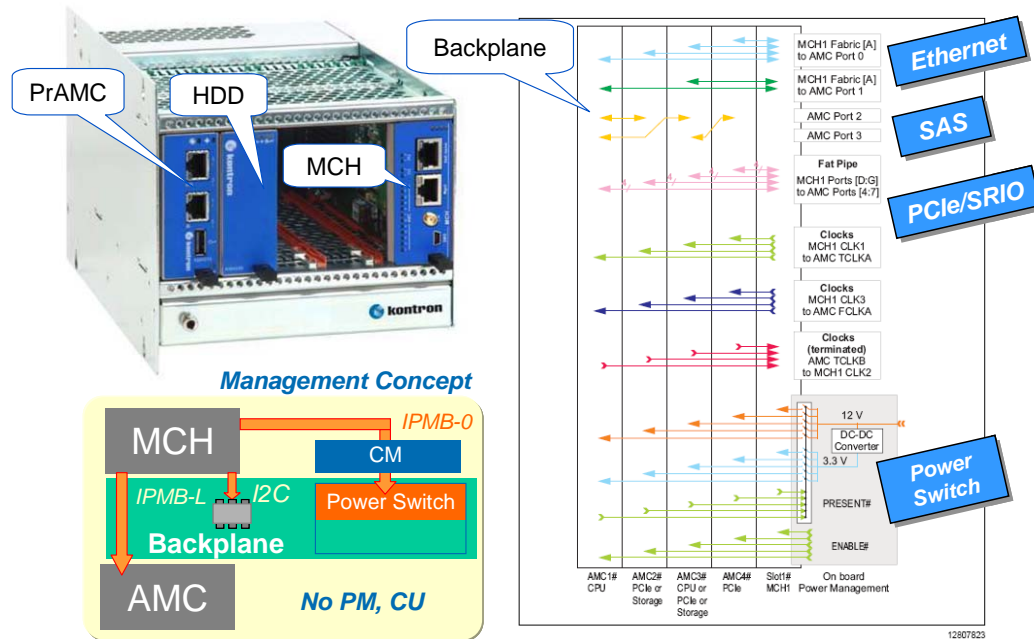 PrAMC
HDD
MCH
kontron
kontron
Backplane
MCH1 Fabric [A]
to AMC Port 0
MCH1 Fabric [A]
to AMC Port 1
AMC Port 2
AMC Port 3
Fat Pipe
MCH1 Ports [D:G]
to AMC Ports [4:7]
Clocks
MCH1 CLK1
to AMC TCLKA
Clocks
MCH1 CLK3
to AMC FCLKA
Clocks
(terminated)
AMC TCLKB
to MCH1 CLK2
12 V
DC-DC
Converter
3.3 V
PRESENT#
ENABLE#
AMC1#
CPU
AMC2#
PCIe or
Storage
AMC3#
CPU or
PCIe or
Storage
AMC4#
PCIe
Slot1#
MCH1
On board
Power Management
12807823
Ethernet
SAS
PCIe/SRIO
Power
Switch
Management Concept
MCH
IPMB-0
CM
IPMB-L
I2C
Power Switch
Backplane
AMC
No PM, CU